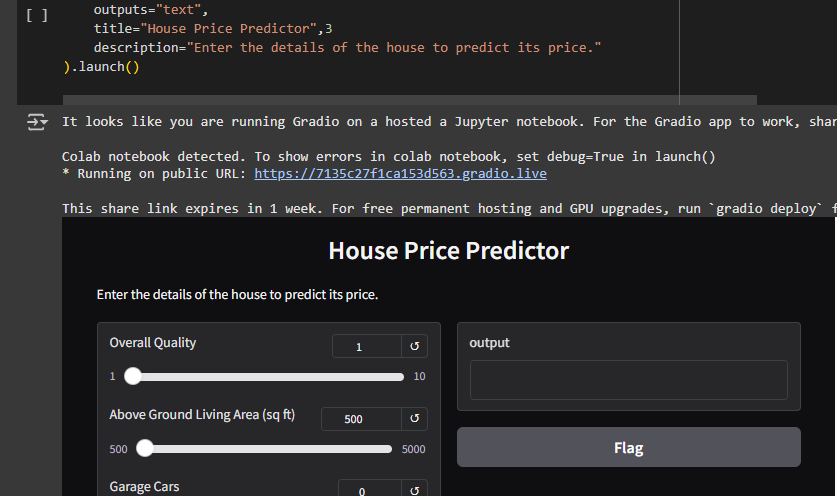 [ ]
outputs="text",
title="House Price Predictor",3
description="Enter the details of the house to predict its price."
).launch()
It looks like you are running Gradio on a hosted a Jupyter notebook. For the Gradio app to work, shar
Colab notebook detected. To show errors in colab notebook, set debug=True in launch()
* Running on public URL: https://7135c27f1ca153d563.gradio.live
This share link expires in 1 week. For free permanent hosting and GPU upgrades, run `gradio deploy` f
House Price Predictor
Enter the details of the house to predict its price.
Overall Quality
1
1
10
Above Ground Living Area (sq ft)
500
500
5000
Garage Cars
0
output
Flag